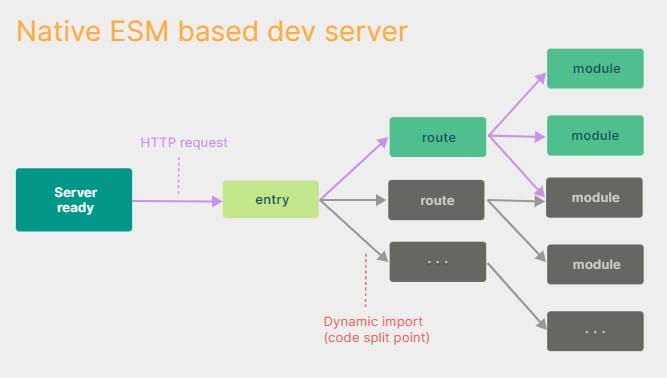 Native ESM based dev server
module
HTTP request
route
module
Server
ready
entry
route
module
. . .
module
Dynamic import
(code split point)
. . .